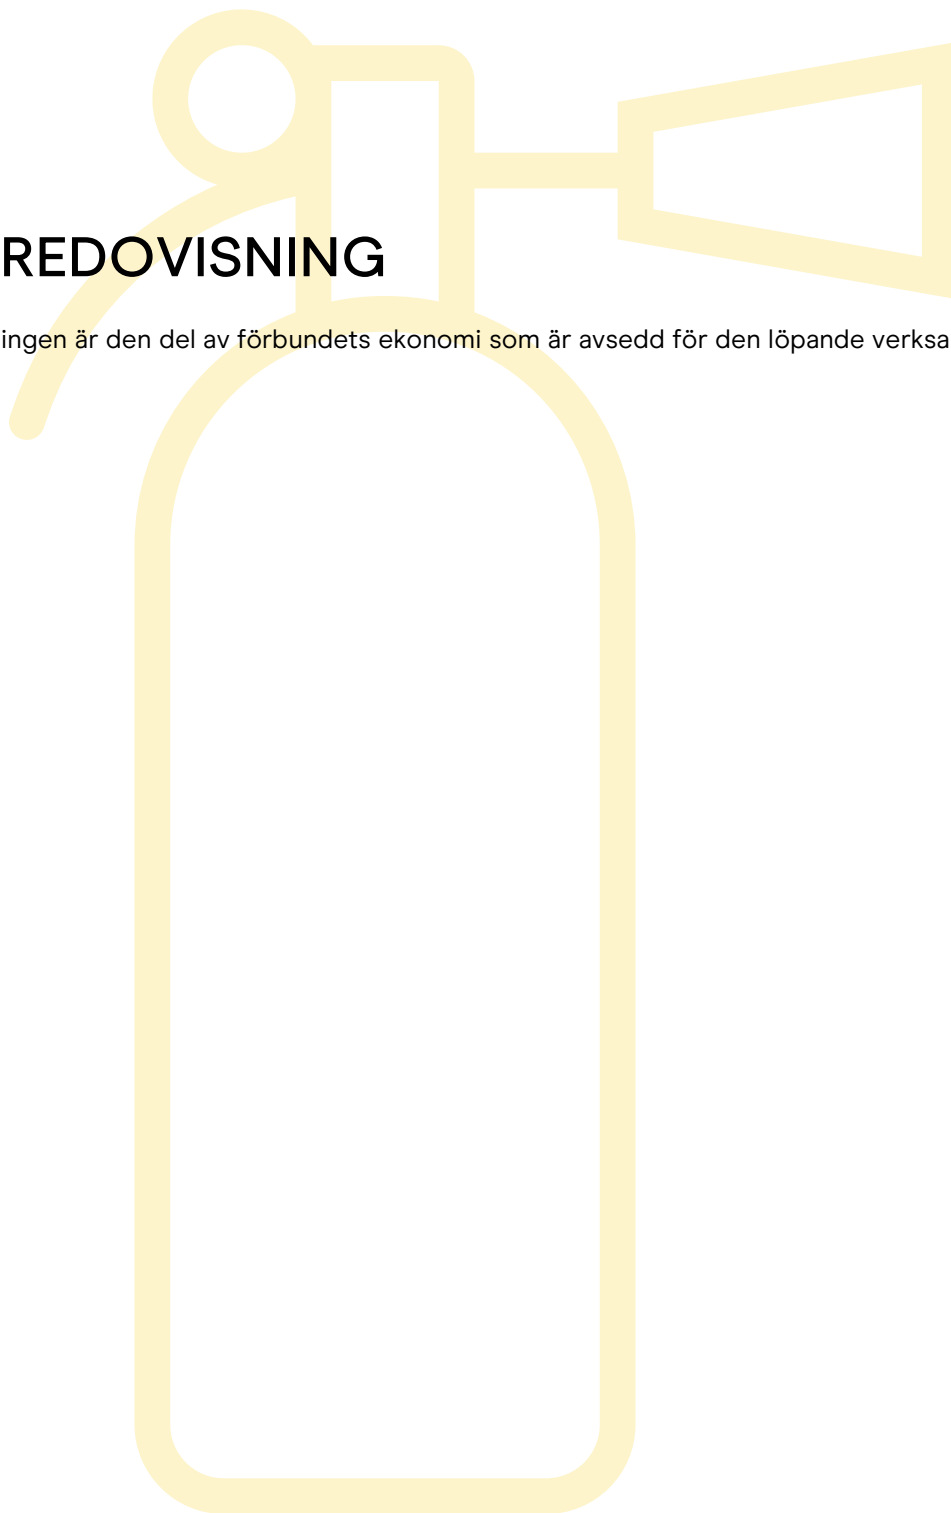 REDOVISNING
ingen är den del av förbundets ekonomi som är avsedd för den löpande verksa